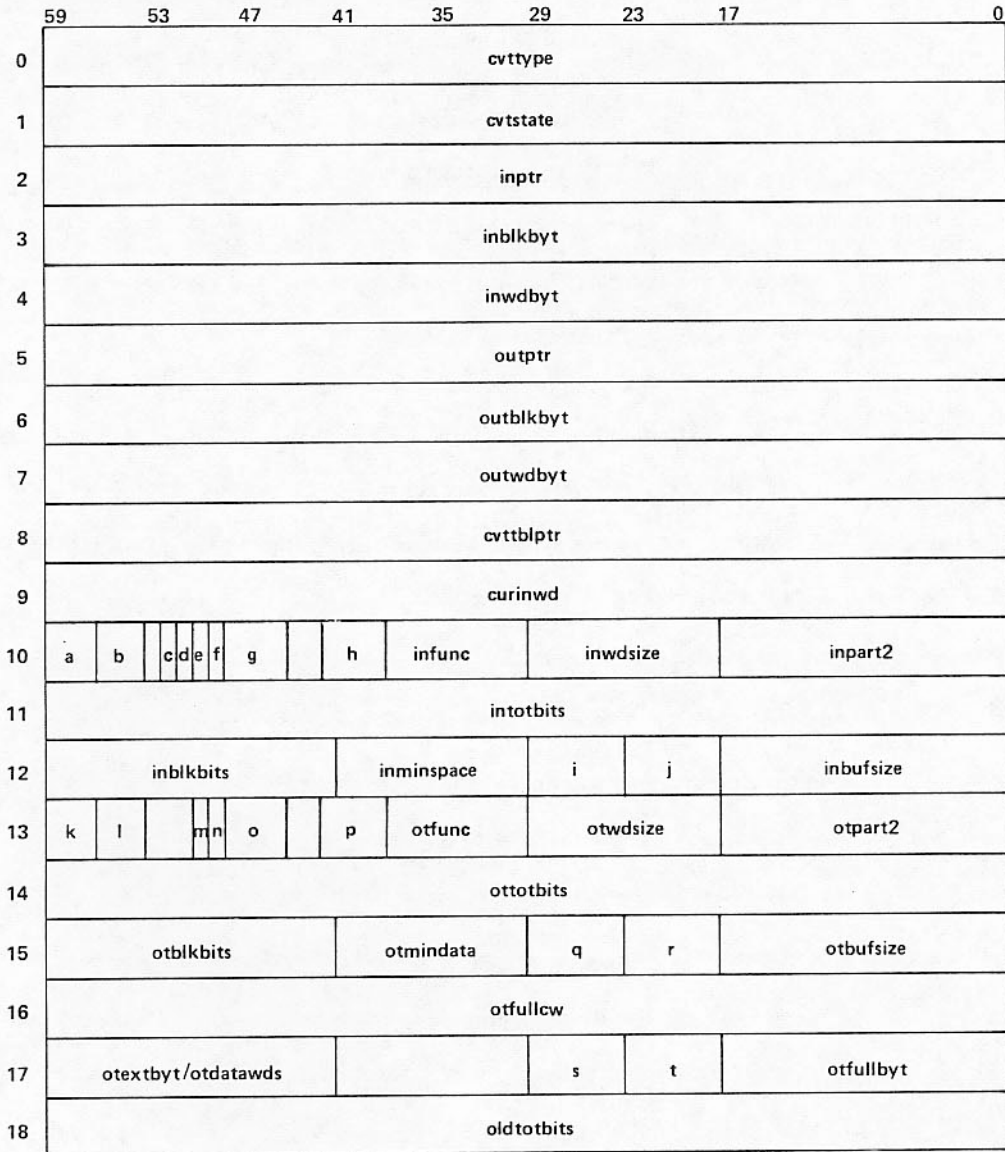 59 53 47 41 35 29 23 17 0
0 cvttype
1 cvtstate
2 inptr
3 inblkbyt
4 inwdbyt
5 outptr
6 outblkbyt
7 outwdbyt
8 cvttblptr
9 curinwd
10 a b c d e f g h infunc inwdsize inpart2
11 intotbits
12 inblkbits inminspace i j inbufsize
13 k l m n o p otfunc otwdsize otpart2
14 ottotbits
15 otblkbits otmindata q r otbufsize
16 otfullcw
17 otextbyt/otdatawds s t otfullbyt
18 oldtotbits